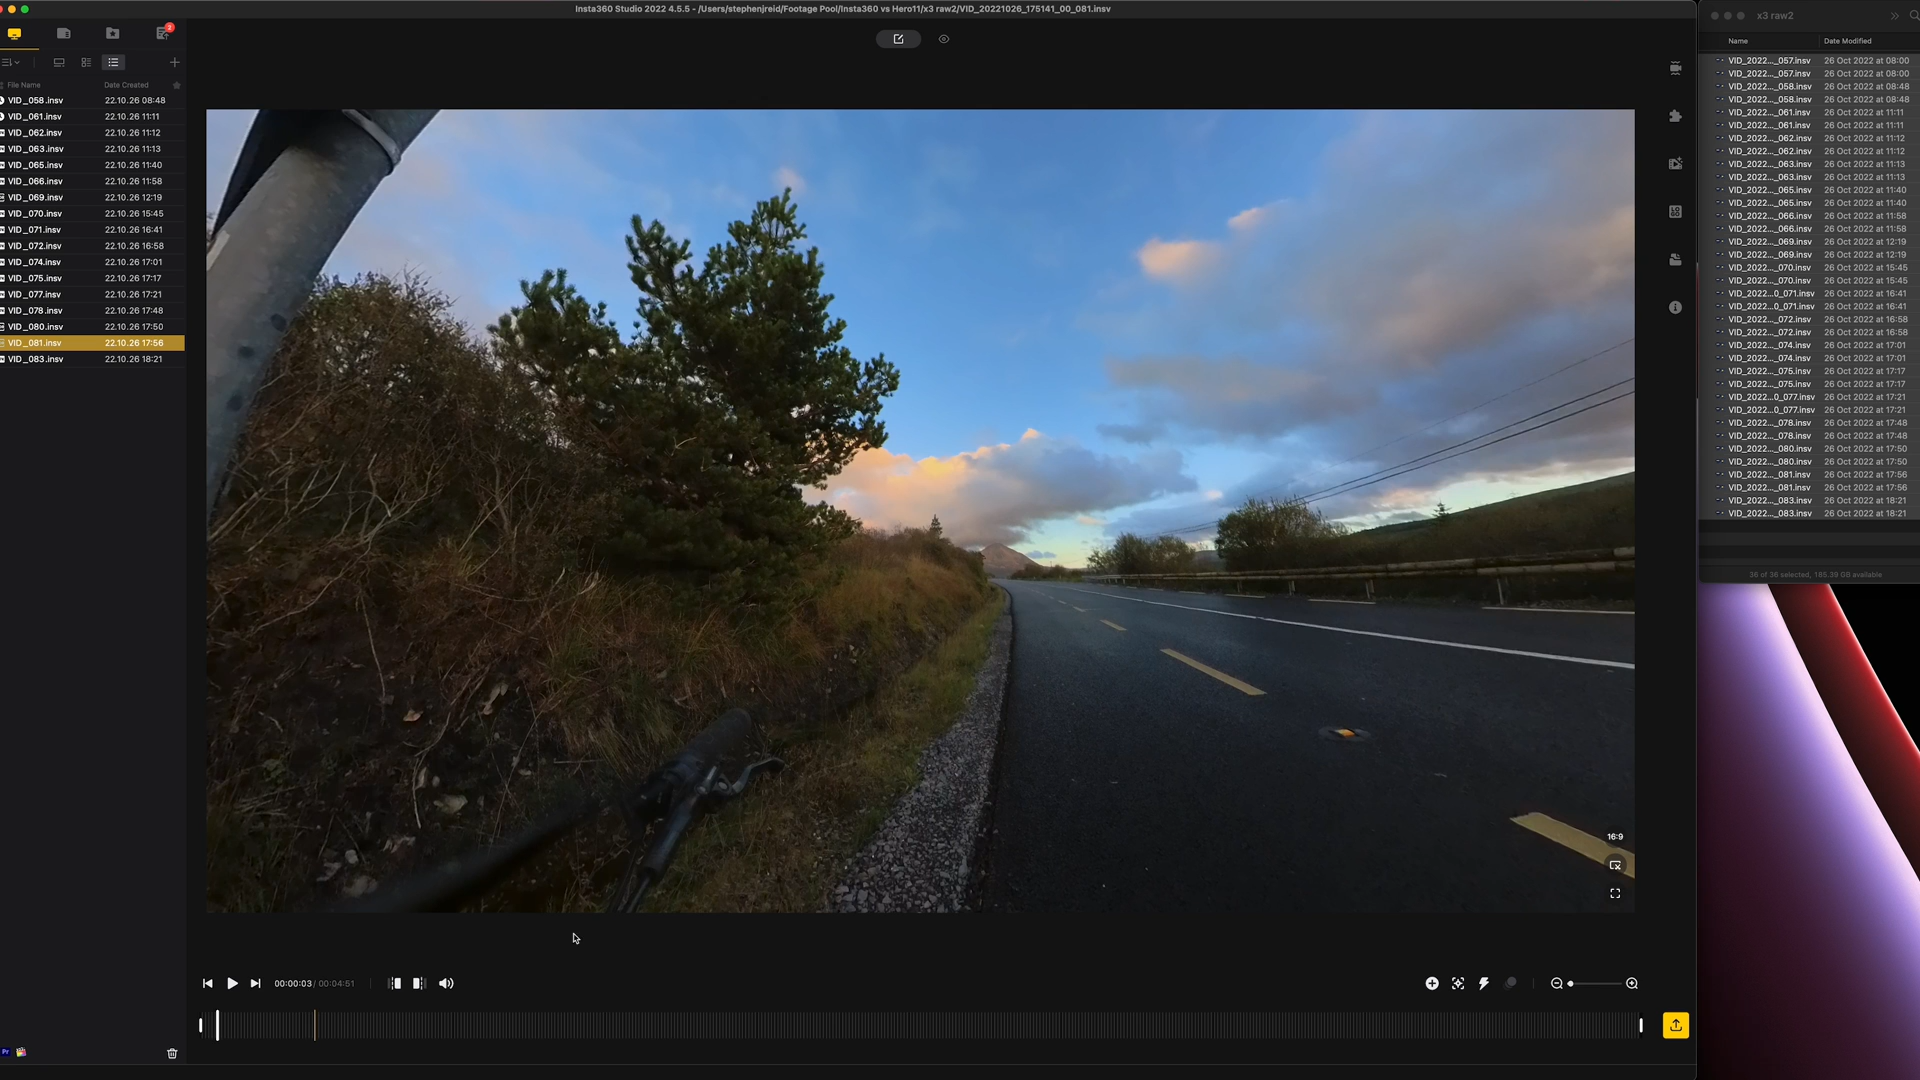 Insta360 Studio 2022 4.5.5 - /Users/stephenjreid/Footage Pool/Insta360 vs Hero11/x3 raw2/VID_20221026_175141_00_081.insv
2
File Name Date Created
VID_058.insv 22.10.26 08:48
VID_061.insv 22.10.26 11:11
VID_062.insv 22.10.26 11:12
VID_063.insv 22.10.26 11:13
VID_065.insv 22.10.26 11:40
VID_066.insv 22.10.26 11:58
VID_069.insv 22.10.26 12:19
VID_070.insv 22.10.26 15:45
VID_071.insv 22.10.26 16:41
VID_072.insv 22.10.26 16:58
VID_074.insv 22.10.26 17:01
VID_075.insv 22.10.26 17:17
VID_077.insv 22.10.26 17:21
VID_078.insv 22.10.26 17:48
VID_080.insv 22.10.26 17:50
VID_081.insv 22.10.26 17:56
VID_083.insv 22.10.26 18:21
Pr
16:9
00:00:03 / 00:04:51
x3 raw2
Name Date Modified
VID_2022..._057.insv 26 Oct 2022 at 08:00
VID_2022..._057.insv 26 Oct 2022 at 08:00
VID_2022..._058.insv 26 Oct 2022 at 08:48
VID_2022..._058.insv 26 Oct 2022 at 08:48
VID_2022..._061.insv 26 Oct 2022 at 11:11
VID_2022..._061.insv 26 Oct 2022 at 11:11
VID_2022..._062.insv 26 Oct 2022 at 11:12
VID_2022..._062.insv 26 Oct 2022 at 11:12
VID_2022..._063.insv 26 Oct 2022 at 11:13
VID_2022..._063.insv 26 Oct 2022 at 11:13
VID_2022..._065.insv 26 Oct 2022 at 11:40
VID_2022..._065.insv 26 Oct 2022 at 11:40
VID_2022..._066.insv 26 Oct 2022 at 11:58
VID_2022..._066.insv 26 Oct 2022 at 11:58
VID_2022..._069.insv 26 Oct 2022 at 12:19
VID_2022..._069.insv 26 Oct 2022 at 12:19
VID_2022..._070.insv 26 Oct 2022 at 15:45
VID_2022..._070.insv 26 Oct 2022 at 15:45
VID_2022...0_071.insv 26 Oct 2022 at 16:41
VID_2022...0_071.insv 26 Oct 2022 at 16:41
VID_2022..._072.insv 26 Oct 2022 at 16:58
VID_2022..._072.insv 26 Oct 2022 at 16:58
VID_2022..._074.insv 26 Oct 2022 at 17:01
VID_2022..._074.insv 26 Oct 2022 at 17:01
VID_2022..._075.insv 26 Oct 2022 at 17:17
VID_2022..._075.insv 26 Oct 2022 at 17:17
VID_2022...0_077.insv 26 Oct 2022 at 17:21
VID_2022...0_077.insv 26 Oct 2022 at 17:21
VID_2022..._078.insv 26 Oct 2022 at 17:48
VID_2022..._078.insv 26 Oct 2022 at 17:48
VID_2022..._080.insv 26 Oct 2022 at 17:50
VID_2022..._080.insv 26 Oct 2022 at 17:50
VID_2022..._081.insv 26 Oct 2022 at 17:56
VID_2022..._081.insv 26 Oct 2022 at 17:56
VID_2022..._083.insv 26 Oct 2022 at 18:21
VID_2022..._083.insv 26 Oct 2022 at 18:21
36 of 36 selected, 185.39 GB available